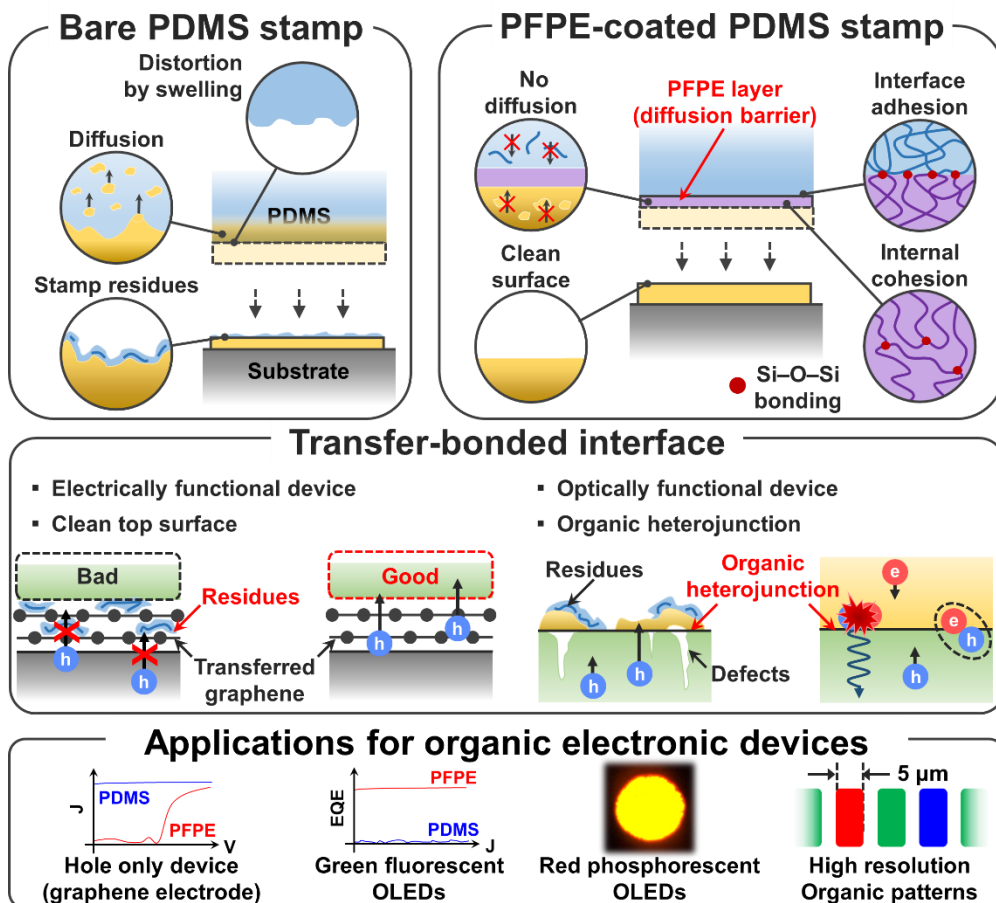 Bare PDMS stamp
Distortion
by swelling
Diffusion
PDMS
Stamp residues
Substrate
PFPE-coated PDMS stamp
No
diffusion
PFPE layer
(diffusion barrier)
Interface
adhesion
Clean
surface
Internal
cohesion
Si–O–Si
bonding
Transfer-bonded interface
▪ Electrically functional device
▪ Clean top surface
Bad
Good
Residues
Transferred
graphene
h
h
h
h
▪ Optically functional device
▪ Organic heterojunction
Residues
Organic
heterojunction
Defects
h
h
e
e
h
h
Applications for organic electronic devices
J
PDMS
PFPE
V
Hole only device
(graphene electrode)
EQE
PFPE
PDMS
J
Green fluorescent
OLEDs
Red phosphorescent
OLEDs
5 μm
High resolution
Organic patterns